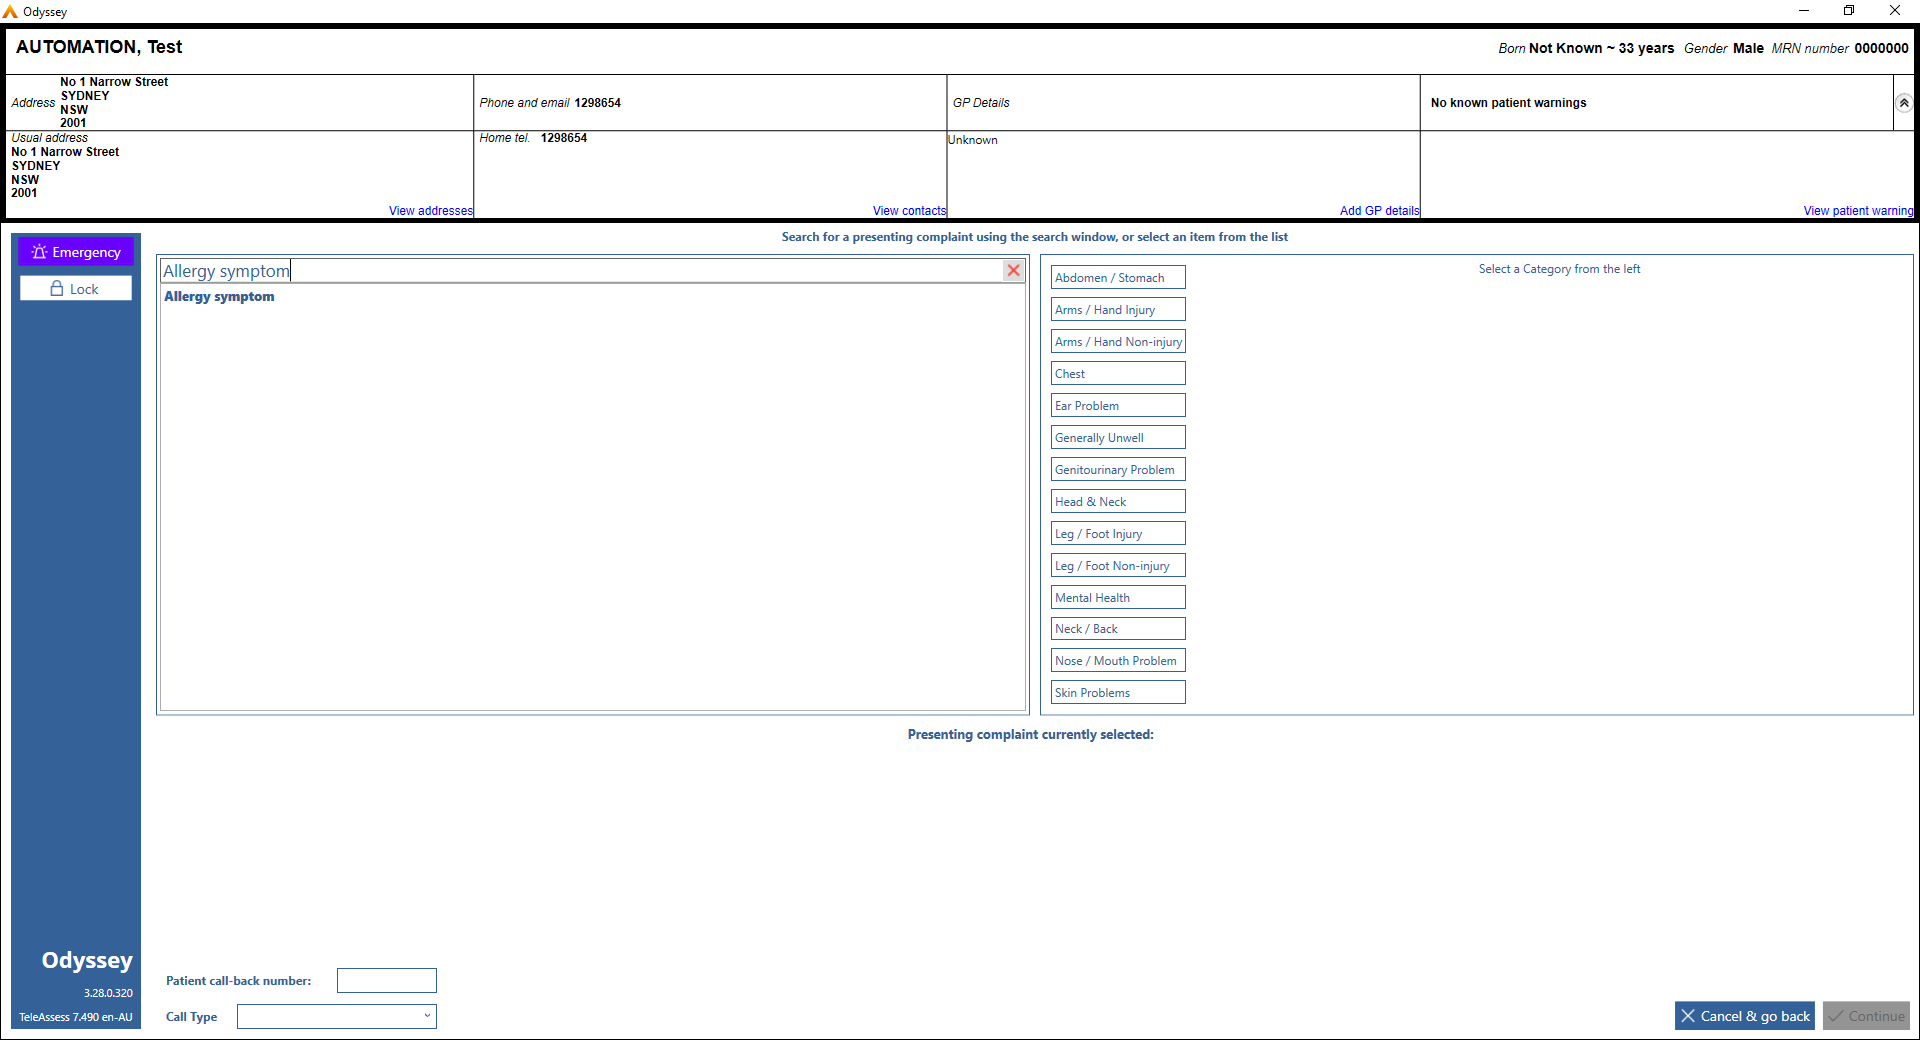 Odyssey
AUTOMATION, Test
Born Not Known ~ 33 years Gender Male MRN number 0000000
Address No 1 Narrow Street
SYDNEY
NSW
2001
Phone and email 1298654
GP Details
No known patient warnings
Usual address
No 1 Narrow Street
SYDNEY
NSW
2001
View addresses
Home tel. 1298654
View contacts
Unknown
Add GP details
View patient warning
Emergency
Lock
Search for a presenting complaint using the search window, or select an item from the list
Allergy symptom
Allergy symptom
Abdomen / Stomach
Arms / Hand Injury
Arms / Hand Non-injury
Chest
Ear Problem
Generally Unwell
Genitourinary Problem
Head & Neck
Leg / Foot Injury
Leg / Foot Non-injury
Mental Health
Neck / Back
Nose / Mouth Problem
Skin Problems
Select a Category from the left
Presenting complaint currently selected:
Odyssey
3.28.0.320
TeleAssess 7.490 en-AU
Patient call-back number:
Call Type
Cancel & go back
Continue